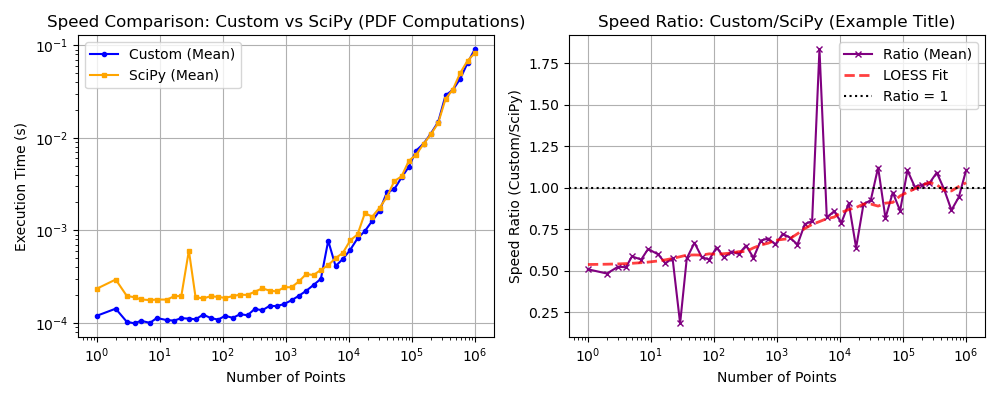 Speed Comparison: Custom vs SciPy (PDF Computations)
Custom (Mean)
SciPy (Mean)
Execution Time (s)
10⁻¹
10⁻²
10⁻³
10⁻⁴
10⁰ 10¹ 10² 10³ 10⁴ 10⁵ 10⁶
Number of Points
Speed Ratio: Custom/SciPy (Example Title)
Ratio (Mean)
LOESS Fit
Ratio = 1
Speed Ratio (Custom/SciPy)
1.75
1.50
1.25
1.00
0.75
0.50
0.25
10⁰ 10¹ 10² 10³ 10⁴ 10⁵ 10⁶
Number of Points